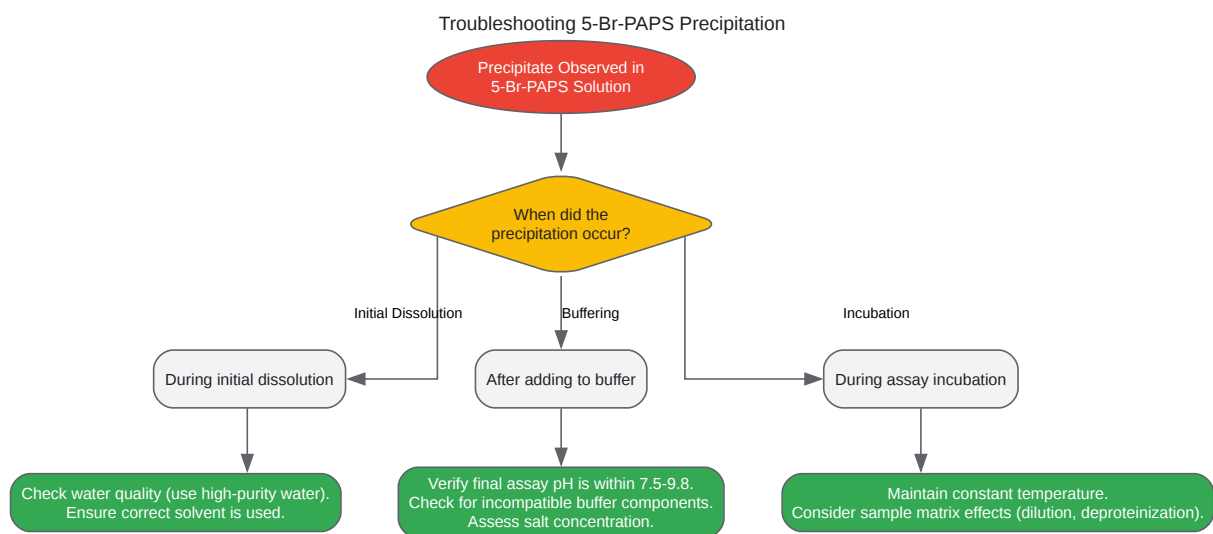 Troubleshooting 5-Br-PAPS Precipitation
Precipitate Observed in
5-Br-PAPS Solution
When did the
precipitation occur?
Initial Dissolution
Buffering
Incubation
During initial dissolution
After adding to buffer
During assay incubation
Check water quality (use high-purity water).
Ensure correct solvent is used.
Verify final assay pH is within 7.5-9.8.
Check for incompatible buffer components.
Assess salt concentration.
Maintain constant temperature.
Consider sample matrix effects (dilution, deproteinization).